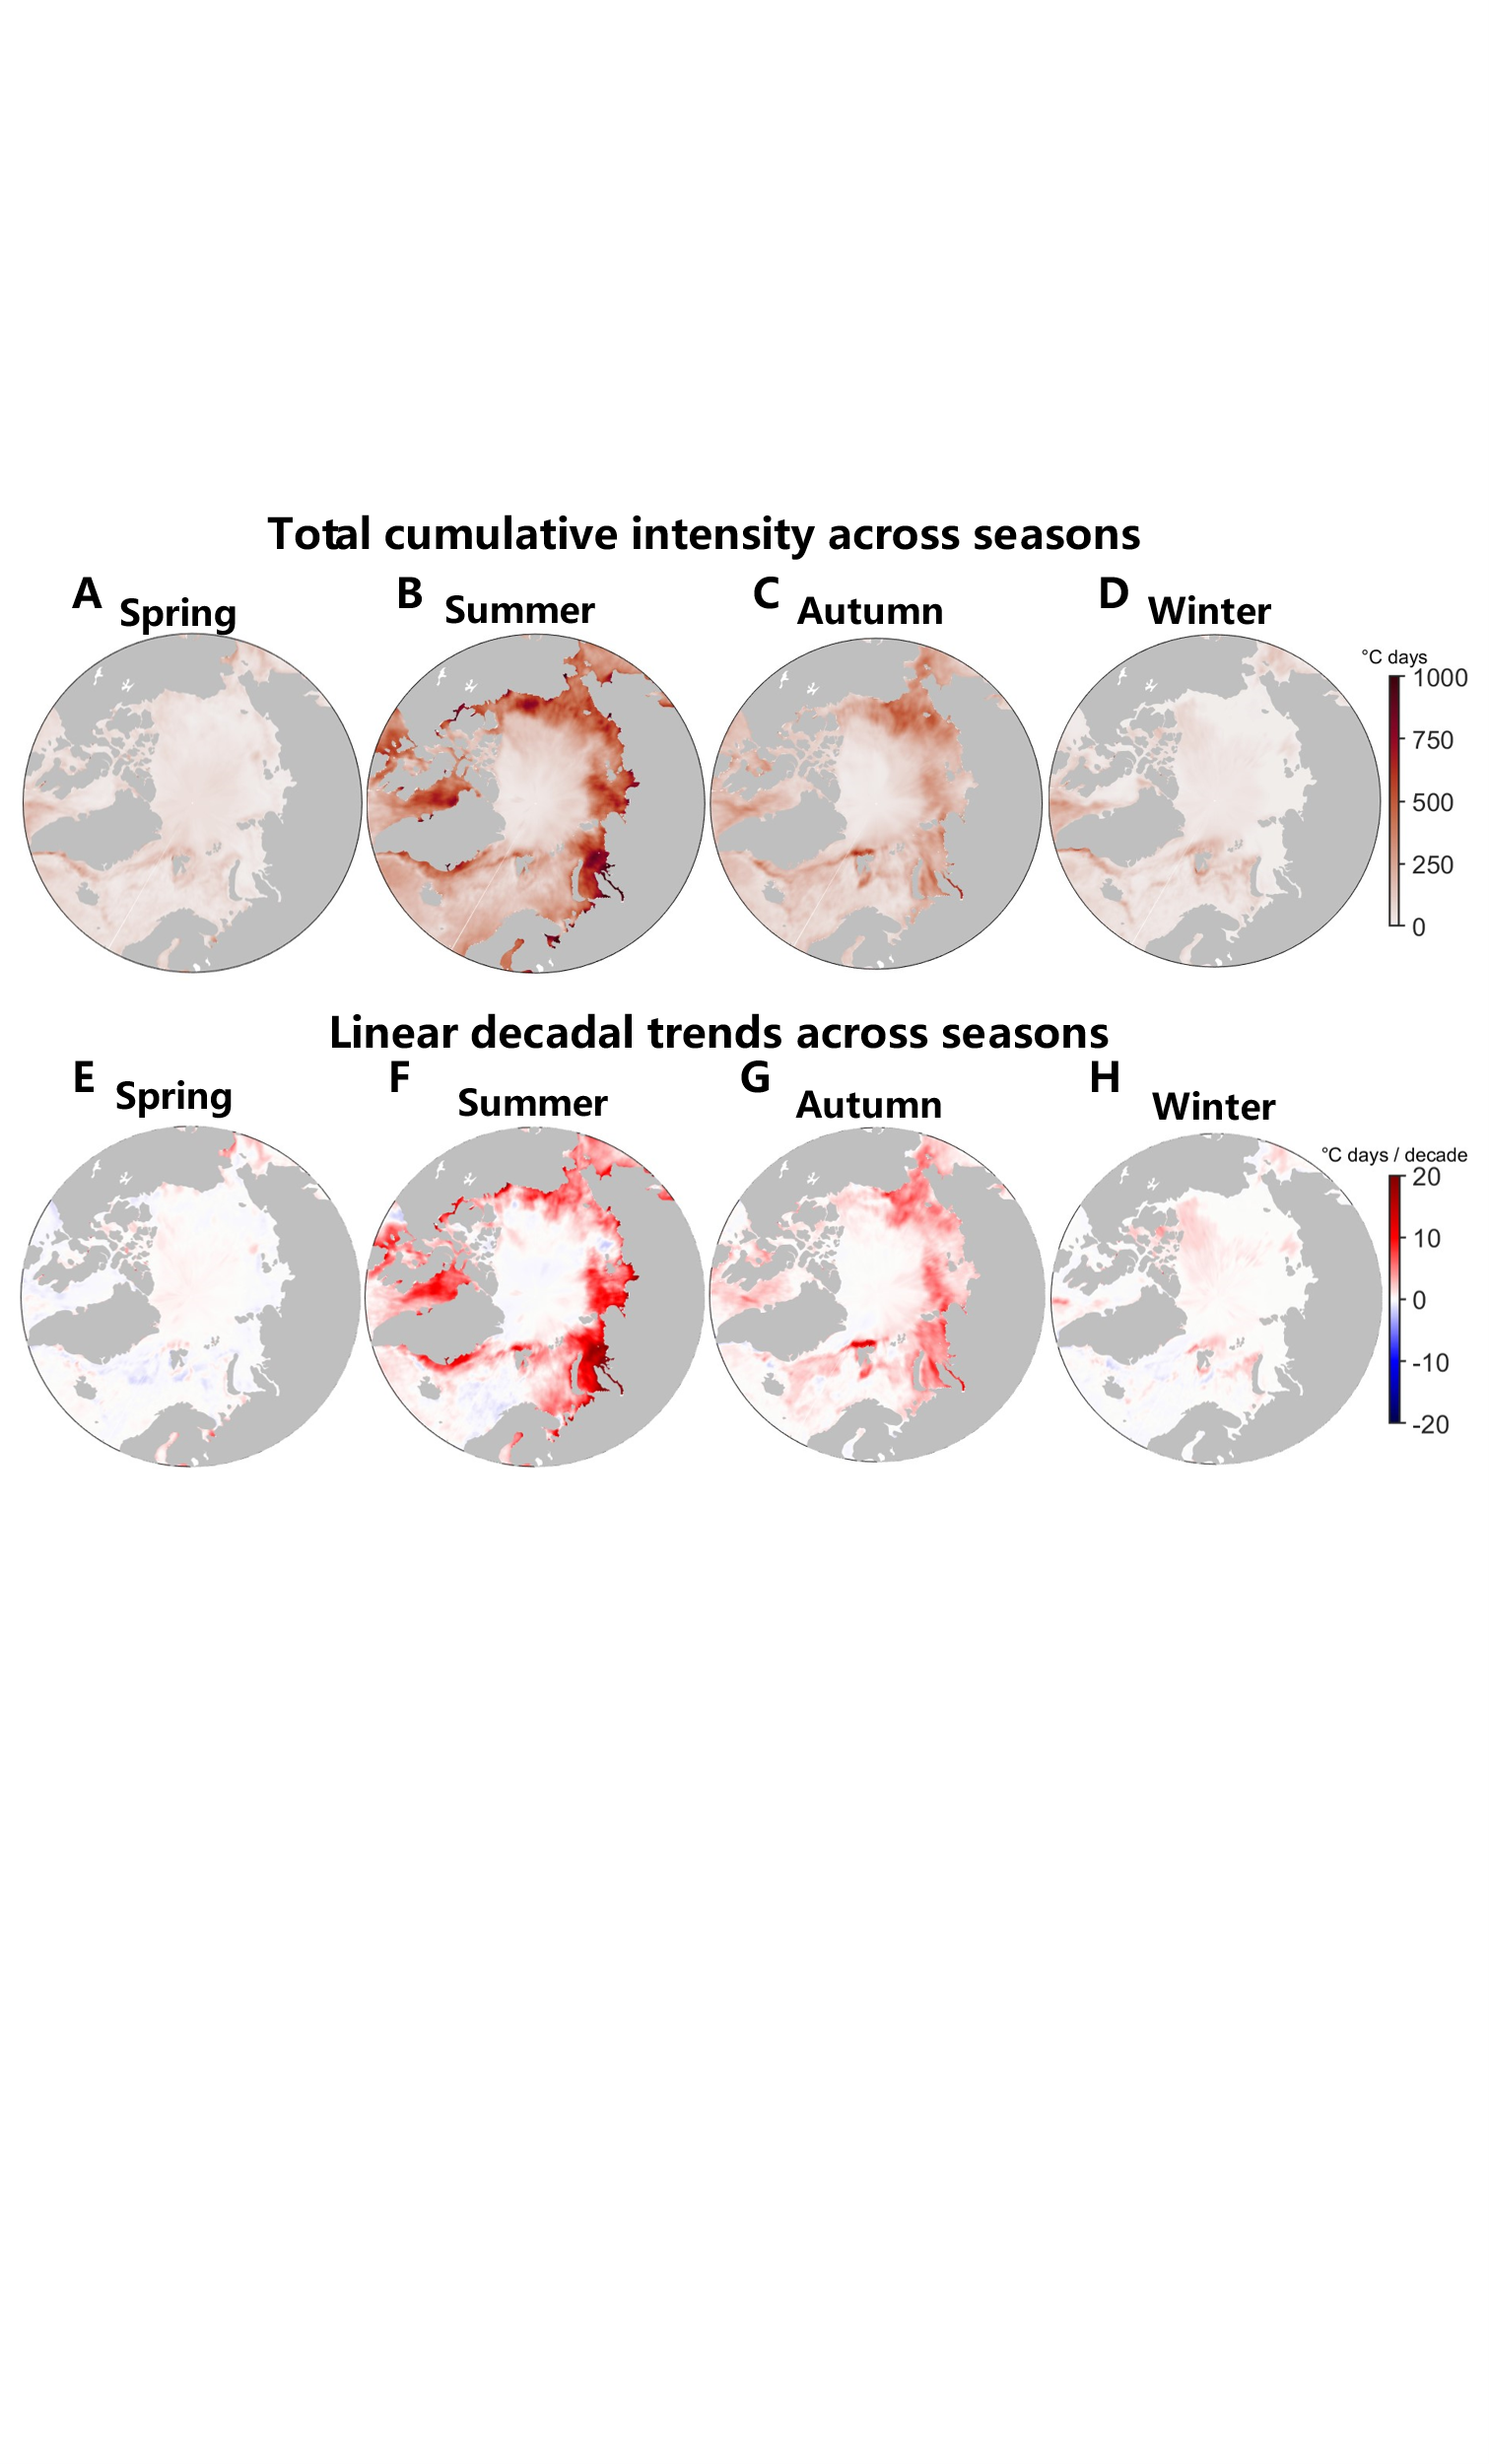 Total cumulative intensity across seasons
A Spring B Summer C Autumn D Winter
°C days
1000
750
500
250
0
Linear decadal trends across seasons
E Spring F Summer G Autumn H Winter
°C days / decade
20
10
0
-10
-20